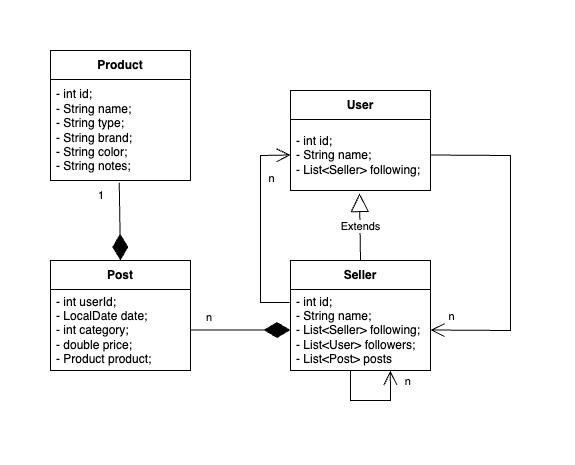 Product
- int id;
- String name;
- String type;
- String brand;
- String color;
- String notes;
User
- int id;
- String name;
- List<Seller> following;
n
1
Extends
Post
- int userId;
- LocalDate date;
- int category;
- double price;
- Product product;
n
Seller
- int id;
- String name;
- List<Seller> following;
- List<User> followers;
- List<Post> posts
n
n